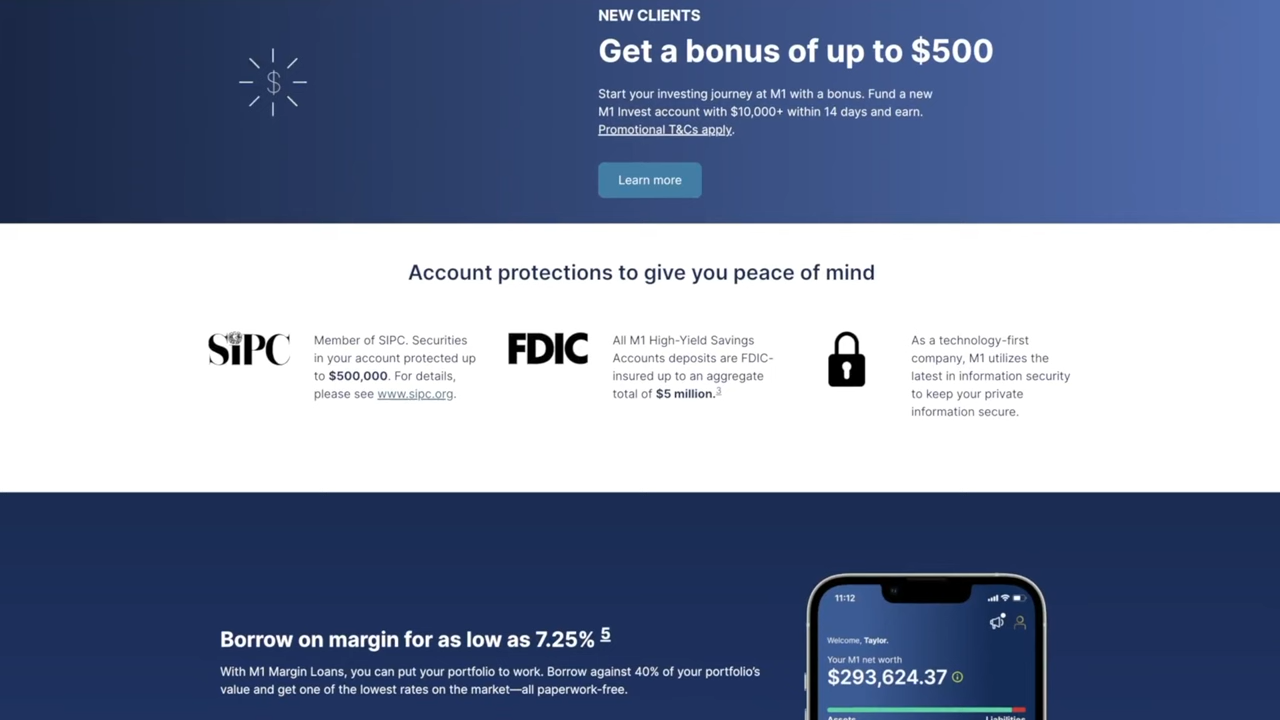 NEW CLIENTS
Get a bonus of up to $500
Start your investing journey at M1 with a bonus. Fund a new
M1 Invest account with $10,000+ within 14 days and earn.
Promotional T&Cs apply.
Learn more
Account protections to give you peace of mind
SiPC
Member of SIPC. Securities
in your account protected up
to $500,000. For details,
please see www.sipc.org.
FDIC
All M1 High-Yield Savings
Accounts deposits are FDIC-
insured up to an aggregate
total of $5 million.3
As a technology-first
company, M1 utilizes the
latest in information security
to keep your private
information secure.
Borrow on margin for as low as 7.25% 5
With M1 Margin Loans, you can put your portfolio to work. Borrow against 40% of your portfolio's
value and get one of the lowest rates on the market—all paperwork-free.
11:12
Welcome, Taylor.
Your M1 net worth
$293,624.37
Assets
Liabilities